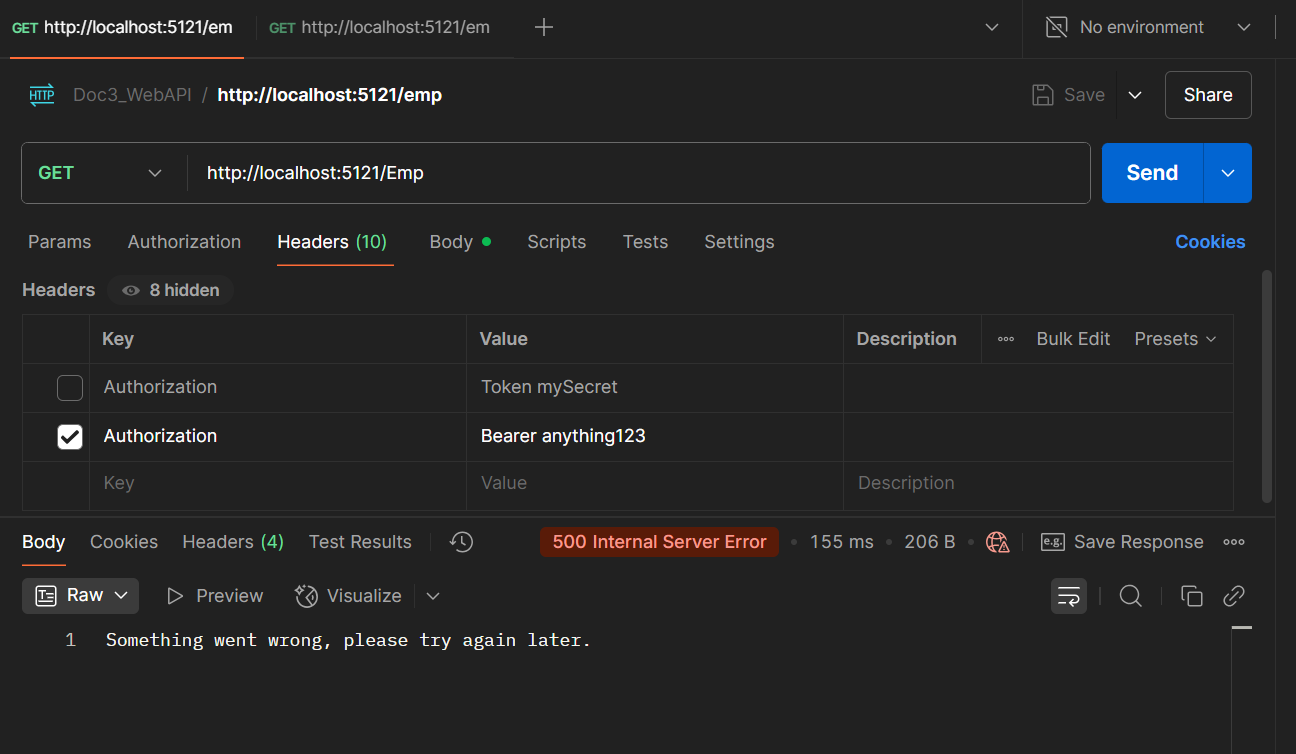 GET http://localhost:5121/em GET http://localhost:5121/em No environment
HTTP Doc3_WebAPI / http://localhost:5121/emp Save Share
GET http://localhost:5121/Emp Send
Params Authorization Headers (10) Body Scripts Tests Settings Cookies
Headers 8 hidden
Key Value Description Bulk Edit Presets
Authorization Token mySecret
Authorization Bearer anything123
Key Value Description
Body Cookies Headers (4) Test Results 500 Internal Server Error 155 ms 206 B e.g. Save Response
Raw Preview Visualize
1 Something went wrong, please try again later.